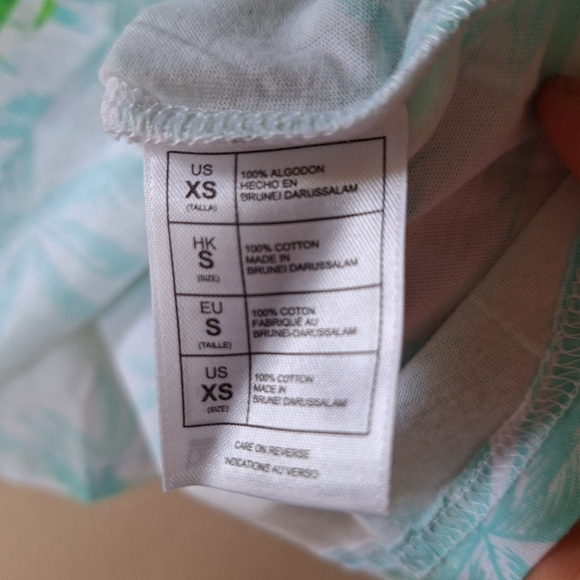 US
XS
(TALLA)
100% ALGODON
HECHO EN
BRUNEI DARUSSALAM
HK
S
(SIZE)
100% COTTON
MADE IN
BRUNEI DARUSSALAM
EU
S
(TAILLE)
100% COTON
FABRIQUÉ AU
BRUNEI DARUSSALAM
US
XS
(SIZE)
100% COTTON
MADE IN
BRUNEI DARUSSALAM
CARE ON REVERSE
INDICATIONS AU VERSO